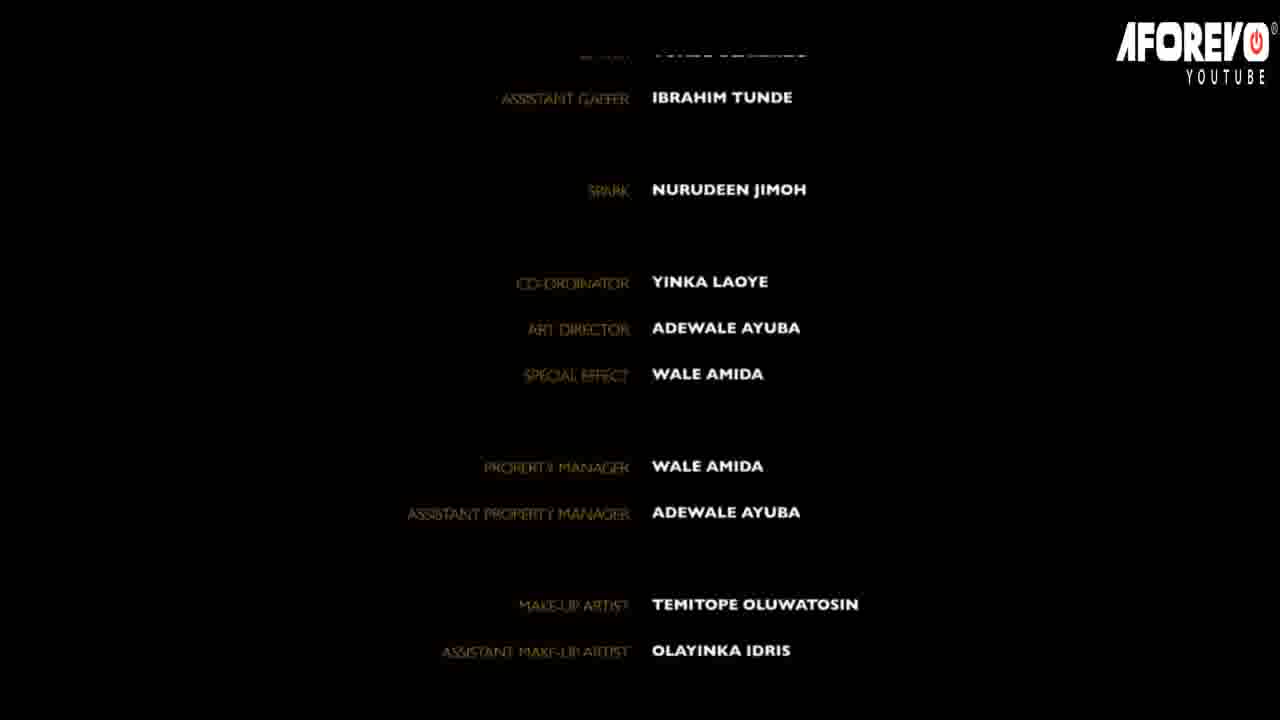 AFOREVO
YOUTUBE
ASSISTANT GAFFER IBRAHIM TUNDE
SPARK NURUDEEN JIMOH
CO-ORDINATOR YINKA LAOYE
ART DIRECTOR ADEWALE AYUBA
SPECIAL EFFECT WALE AMIDA
PROPERTY MANAGER WALE AMIDA
ASSISTANT PROPERTY MANAGER ADEWALE AYUBA
MAKE-UP ARTIST TEMITOPE OLUWATOSIN
ASSISTANT MAKE-UP ARTIST OLAYINKA IDRIS